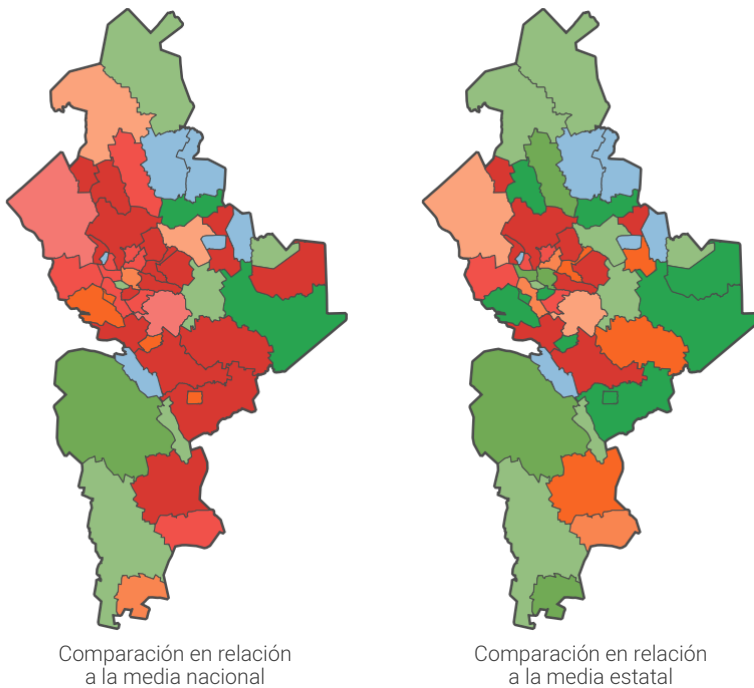 Comparación en relación
a la media nacional
Comparación en relación
a la media estatal